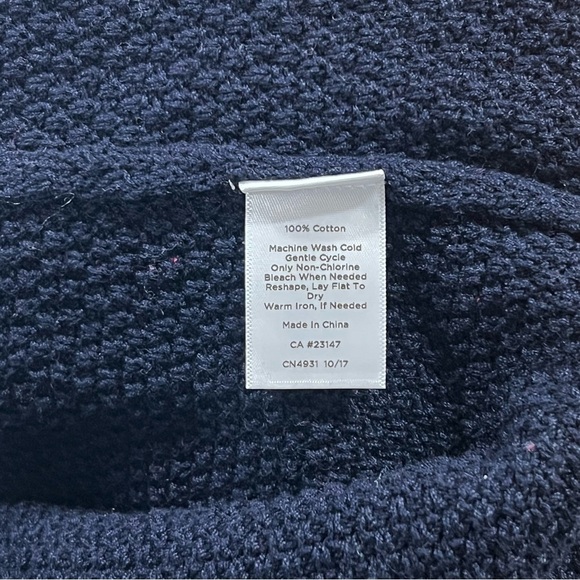 100% Cotton
Machine Wash Cold
Gentle Cycle
Only Non-Chlorine
Bleach When Needed
Reshape, Lay Flat To
Dry
Warm Iron, If Needed
Made in China
CA #23147
CN4931 10/17